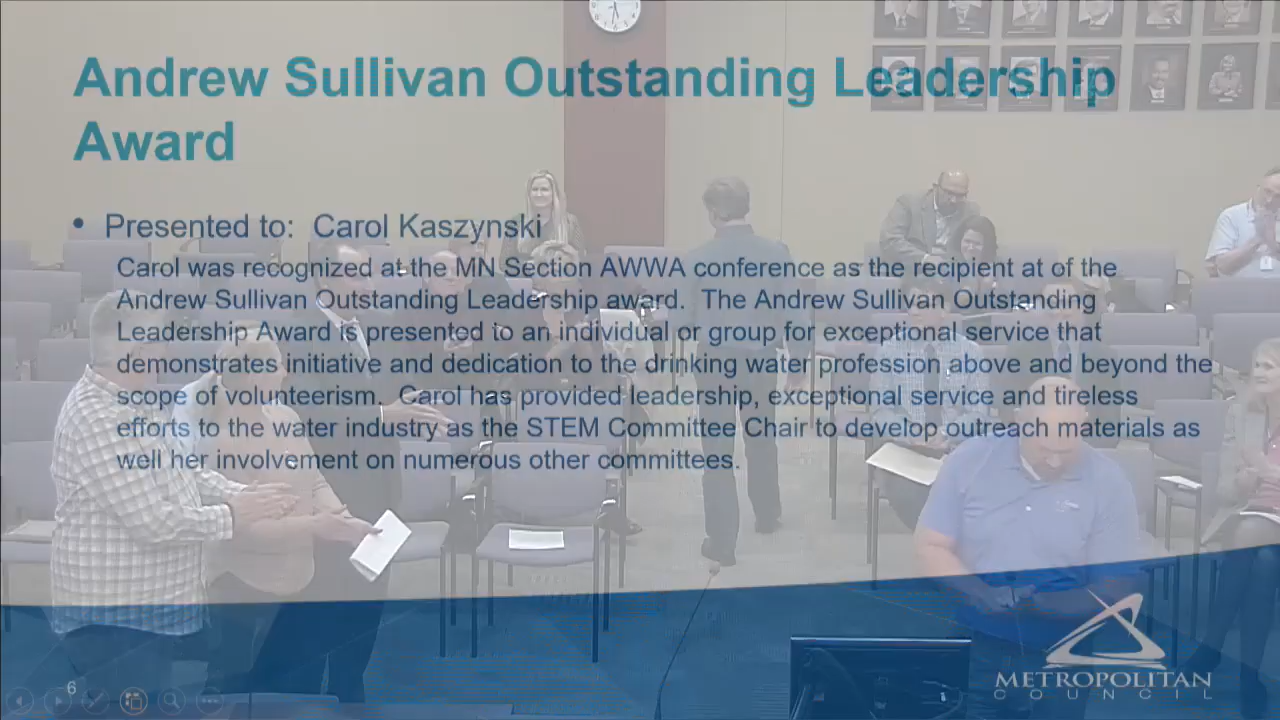 Andrew Sullivan Outstanding Leadership
Award
• Presented to: Carol Kaszynski
Carol was recognized at the MN Section AWWA conference as the recipient at of the
Andrew Sullivan Outstanding Leadership award. The Andrew Sullivan Outstanding
Leadership Award is presented to an individual or group for exceptional service that
demonstrates initiative and dedication to the drinking water profession above and beyond the
scope of volunteerism. Carol has provided leadership, exceptional service and tireless
efforts to the water industry as the STEM Committee Chair to develop outreach materials as
well her involvement on numerous other committees.
6
METROPOLITAN
COUNCIL